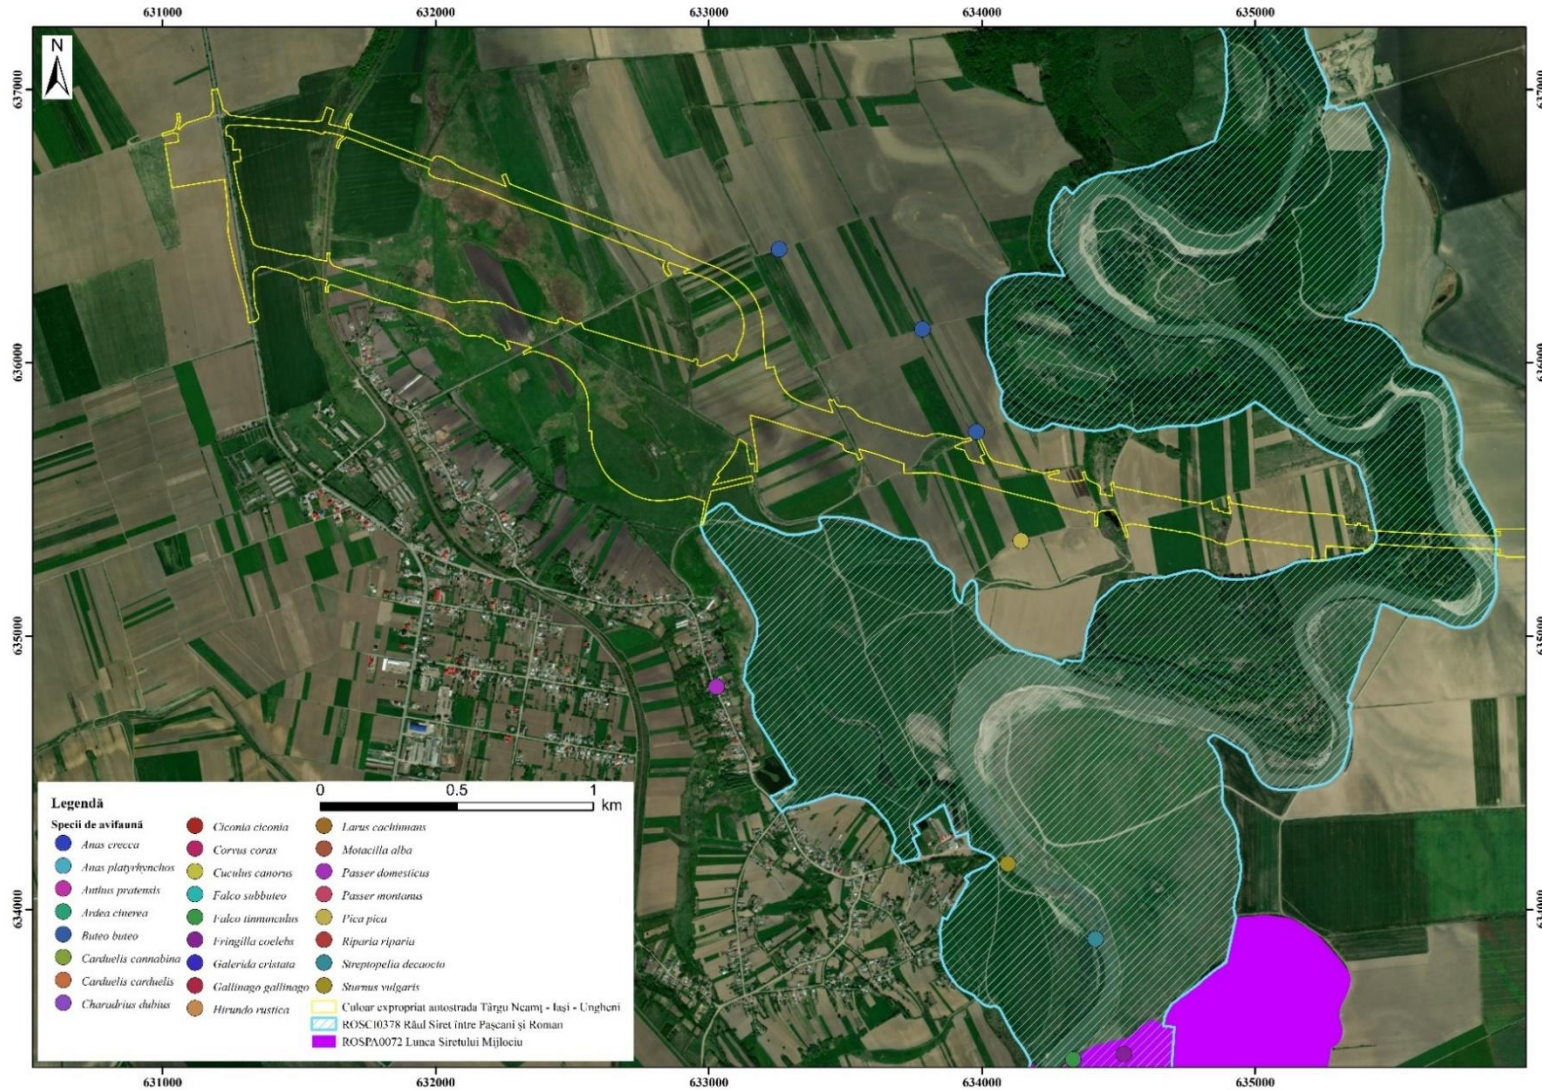 631000 632000 633000 634000 635000
N
637000 637000
636000 636000
635000 635000
634000 634000
0 0.5 1
km
Legendă
Specii de avifaună
Anas crecca
Anas platyrhynchos
Anthus pratensis
Ardea cinerea
Buteo buteo
Carduelis cannabina
Carduelis carduelis
Charadrius dubius
Ciconia ciconia
Corvus corax
Cuculus canorus
Falco subbuteo
Falco tinnunculus
Fringilla coelebs
Galerida cristata
Gallinago gallinago
Hirundo rustica
Larus cachinnans
Motacilla alba
Passer domesticus
Passer montanus
Pica pica
Riparia riparia
Streptopelia decaocto
Sturnus vulgaris
Culoar expropriat autostrada Târgu Neamț - Iași - Ungheni
ROSCI0378 Râul Siret între Pașcani și Roman
ROSPA0072 Lunca Siretului Mijlociu
631000 632000 633000 634000 635000